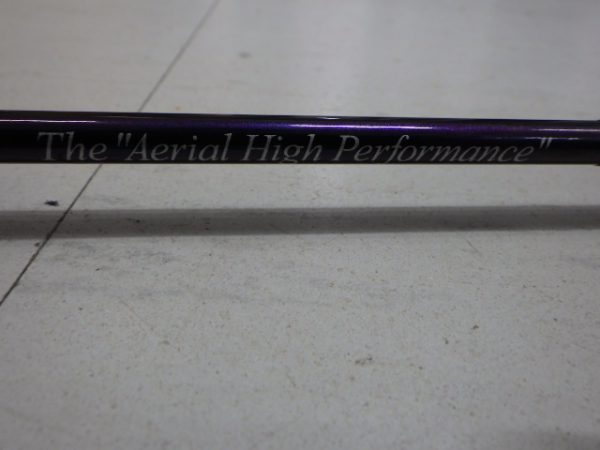 The "Aerial High Performance"